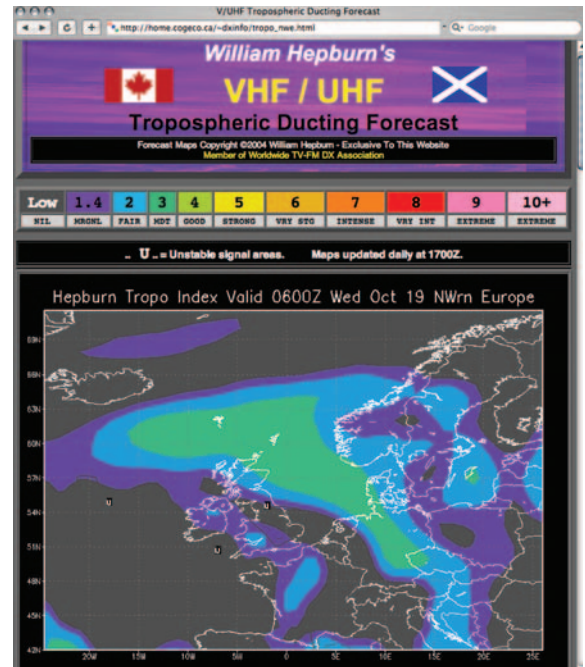 V/UHF Tropospheric Ducting Forecast
http://home.cogeco.ca/~dxinfo/tropo_nwe.html
Google
William Hepburn's
VHF / UHF
Tropospheric Ducting Forecast
Forecast Maps Copyright ©2004 William Hepburn - Exclusive To This Website
Member of Worldwide TV-FM DX Association
Low 1.4 2 3 4 5 6 7 8 9 10+
NIL MRGNL FAIR MDT GOOD STRONG VRY STG INTENSE VRY INT EXTREME EXTREME
U = Unstable signal areas. Maps updated daily at 1700Z.
Hepburn Tropo Index Valid 0600Z Wed Oct 19 NWrn Europe
69N
66N
63N
60N
57N
54N
U
U
51N
U
48N
45N
42N
20W 15W 10W 5W 0 5E 10E 15E 20E 25E